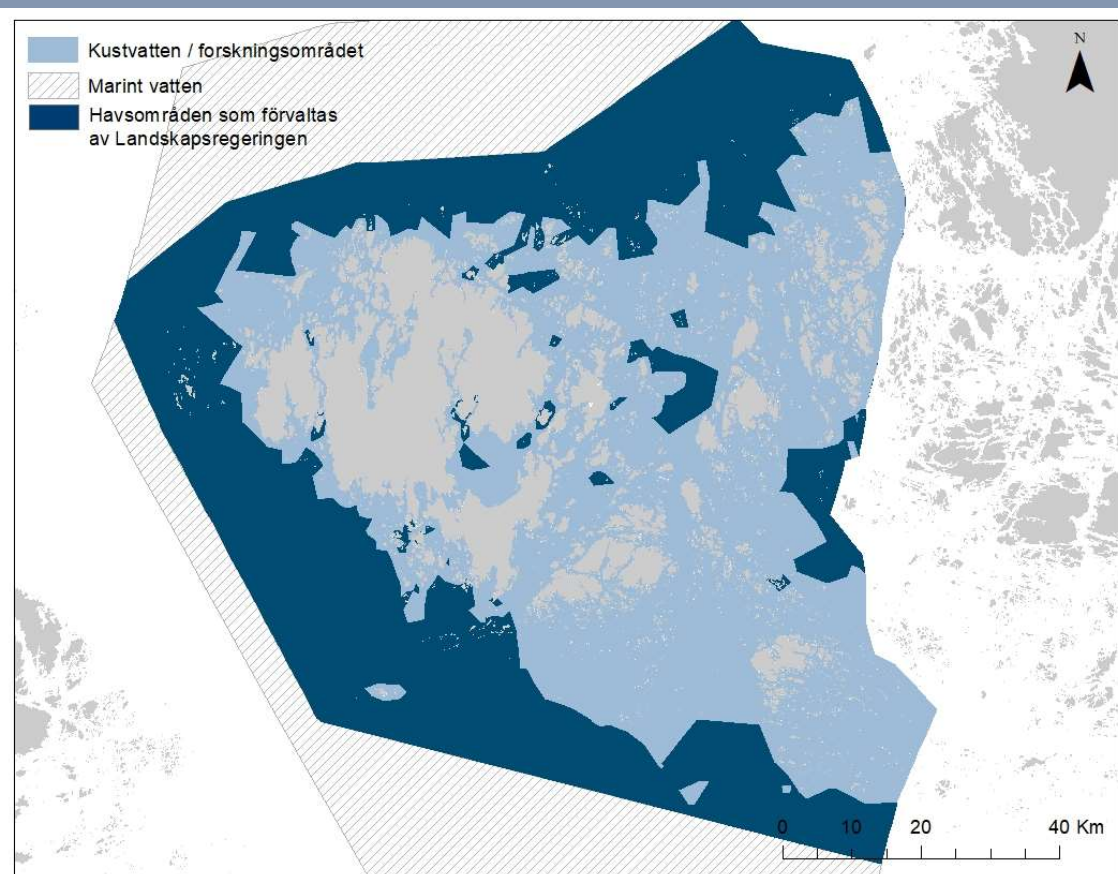 Kustvatten / forskningsområdet
Marint vatten
Havsområden som förvaltas
av Landskapsregeringen
N
0 10 20 40 Km